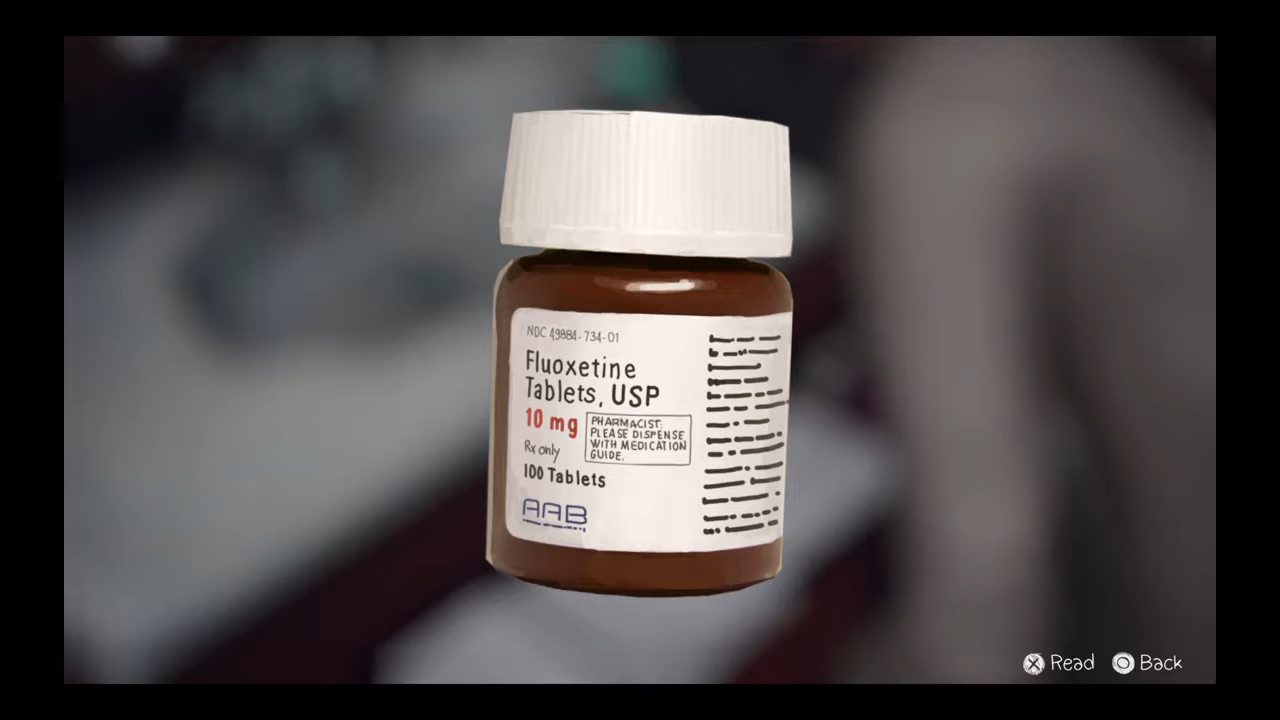 NDC 49884-734-01
Fluoxetine
Tablets, USP
10 mg
PHARMACIST:
PLEASE DISPENSE
WITH MEDICATION
GUIDE.
Rx only
100 Tablets
AAB
Read
Back